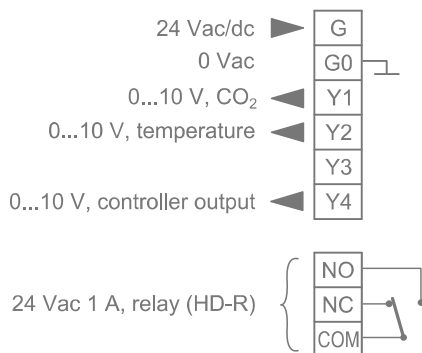 24 Vac/dc G
0 Vac G0
0...10 V, CO₂ Y1
0...10 V, temperature Y2
Y3
0...10 V, controller output Y4
NO
24 Vac 1 A, relay (HD-R) NC
COM